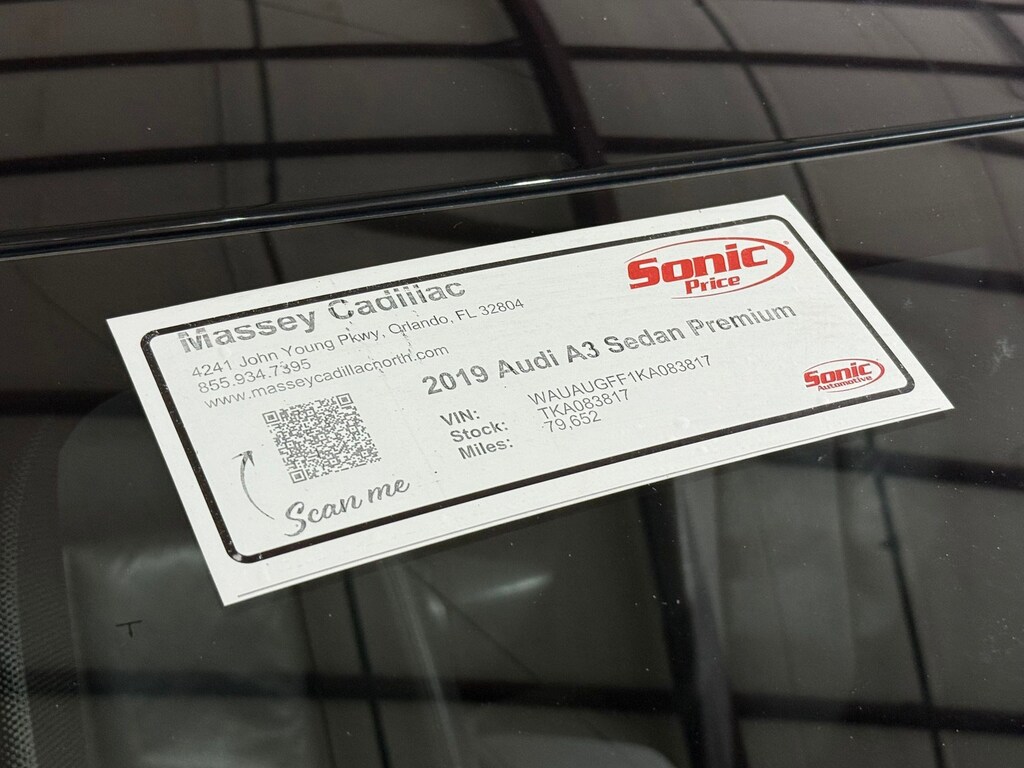 Massey Cadillac
4241 John Young Pkwy, Orlando, FL 32804
855.934.7395
www.masseycadillacnorth.com
Scan me
Sonic
Price
2019 Audi A3 Sedan Premium
VIN: WAUAUGFF1KA083817
Stock: TKA083817
Miles: 79,652
Sonic
Automotive
T